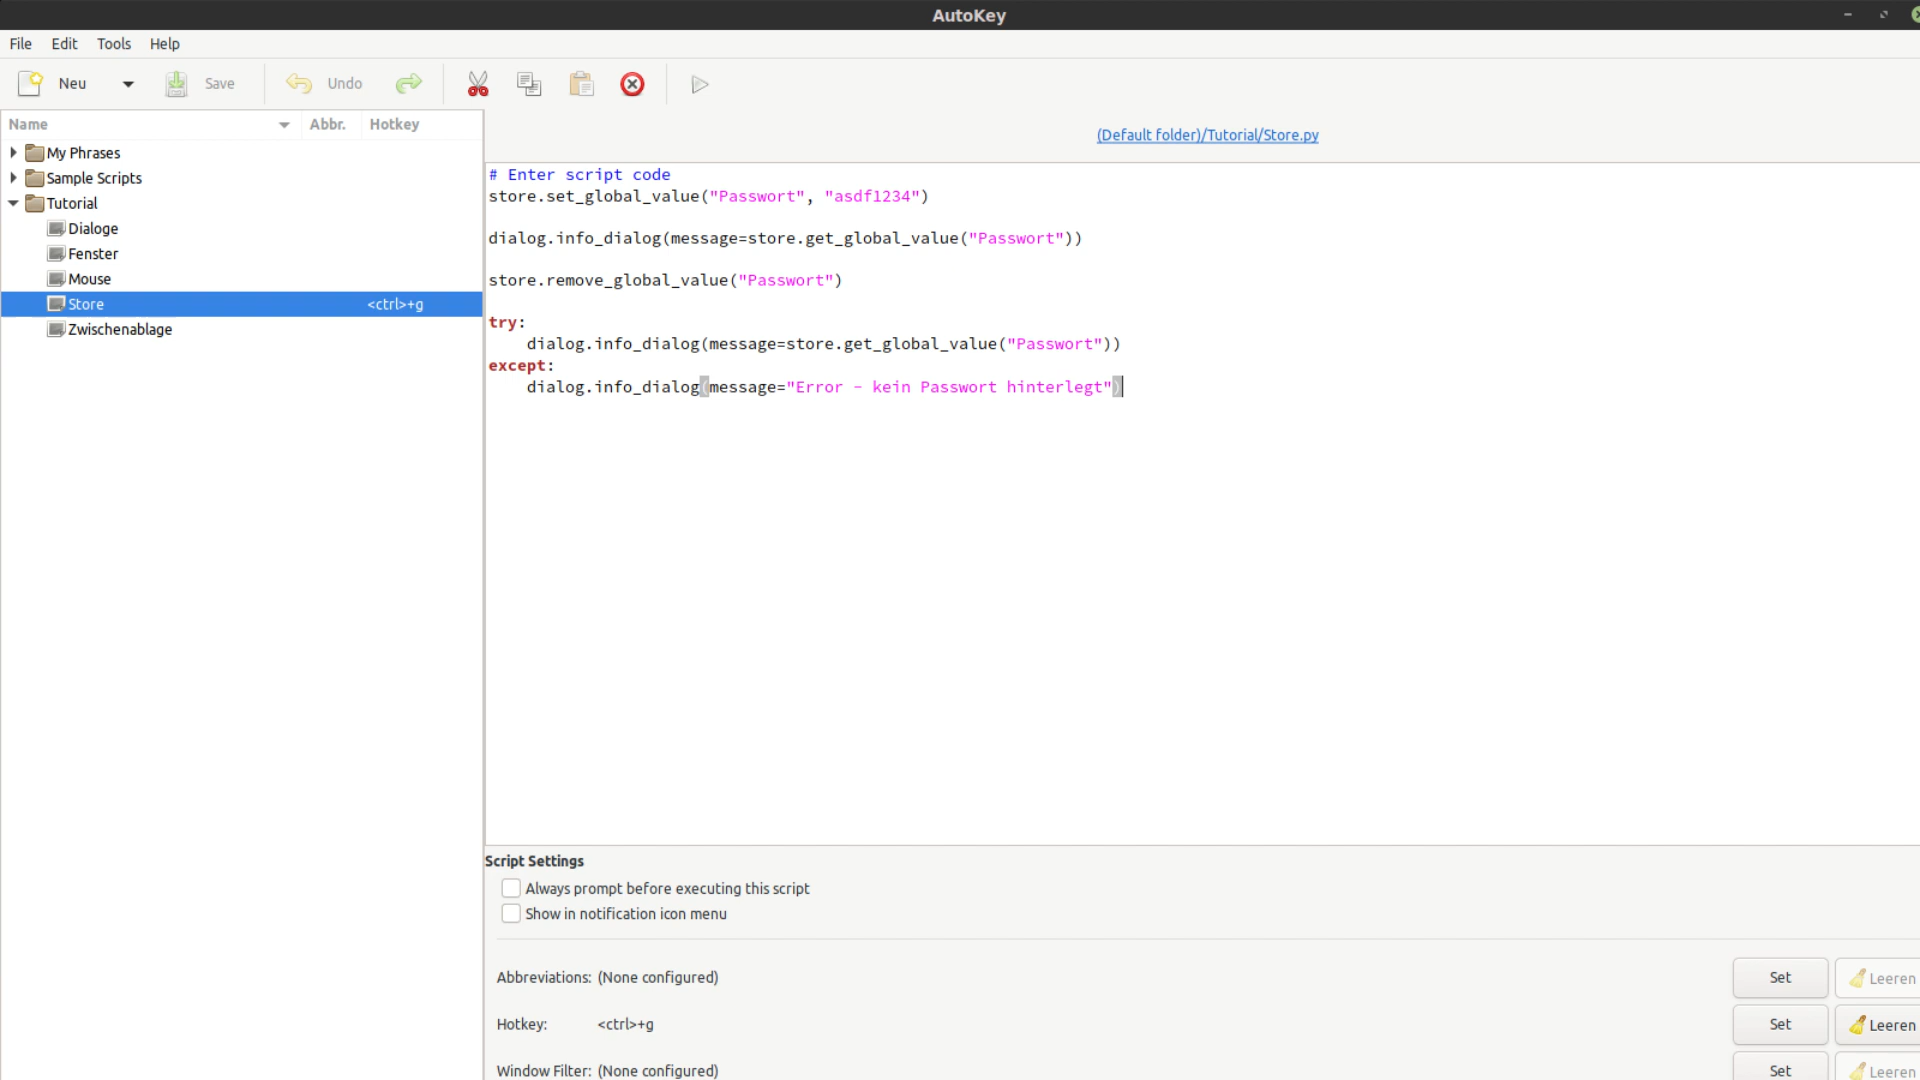 AutoKey
File Edit Tools Help
Neu Save Undo
Name Abbr. Hotkey
My Phrases
Sample Scripts
Tutorial
Dialoge
Fenster
Mouse
Store <ctrl>+g
Zwischenablage
(Default folder)/Tutorial/Store.py
# Enter script code
store.set_global_value("Passwort", "asdf1234")
dialog.info_dialog(message=store.get_global_value("Passwort"))
store.remove_global_value("Passwort")
try:
    dialog.info_dialog(message=store.get_global_value("Passwort"))
except:
    dialog.info_dialog(message="Error - kein Passwort hinterlegt")
Script Settings
Always prompt before executing this script
Show in notification icon menu
Abbreviations: (None configured) Set Leeren
Hotkey: <ctrl>+g Set Leeren
Window Filter: (None configured) Set Leeren